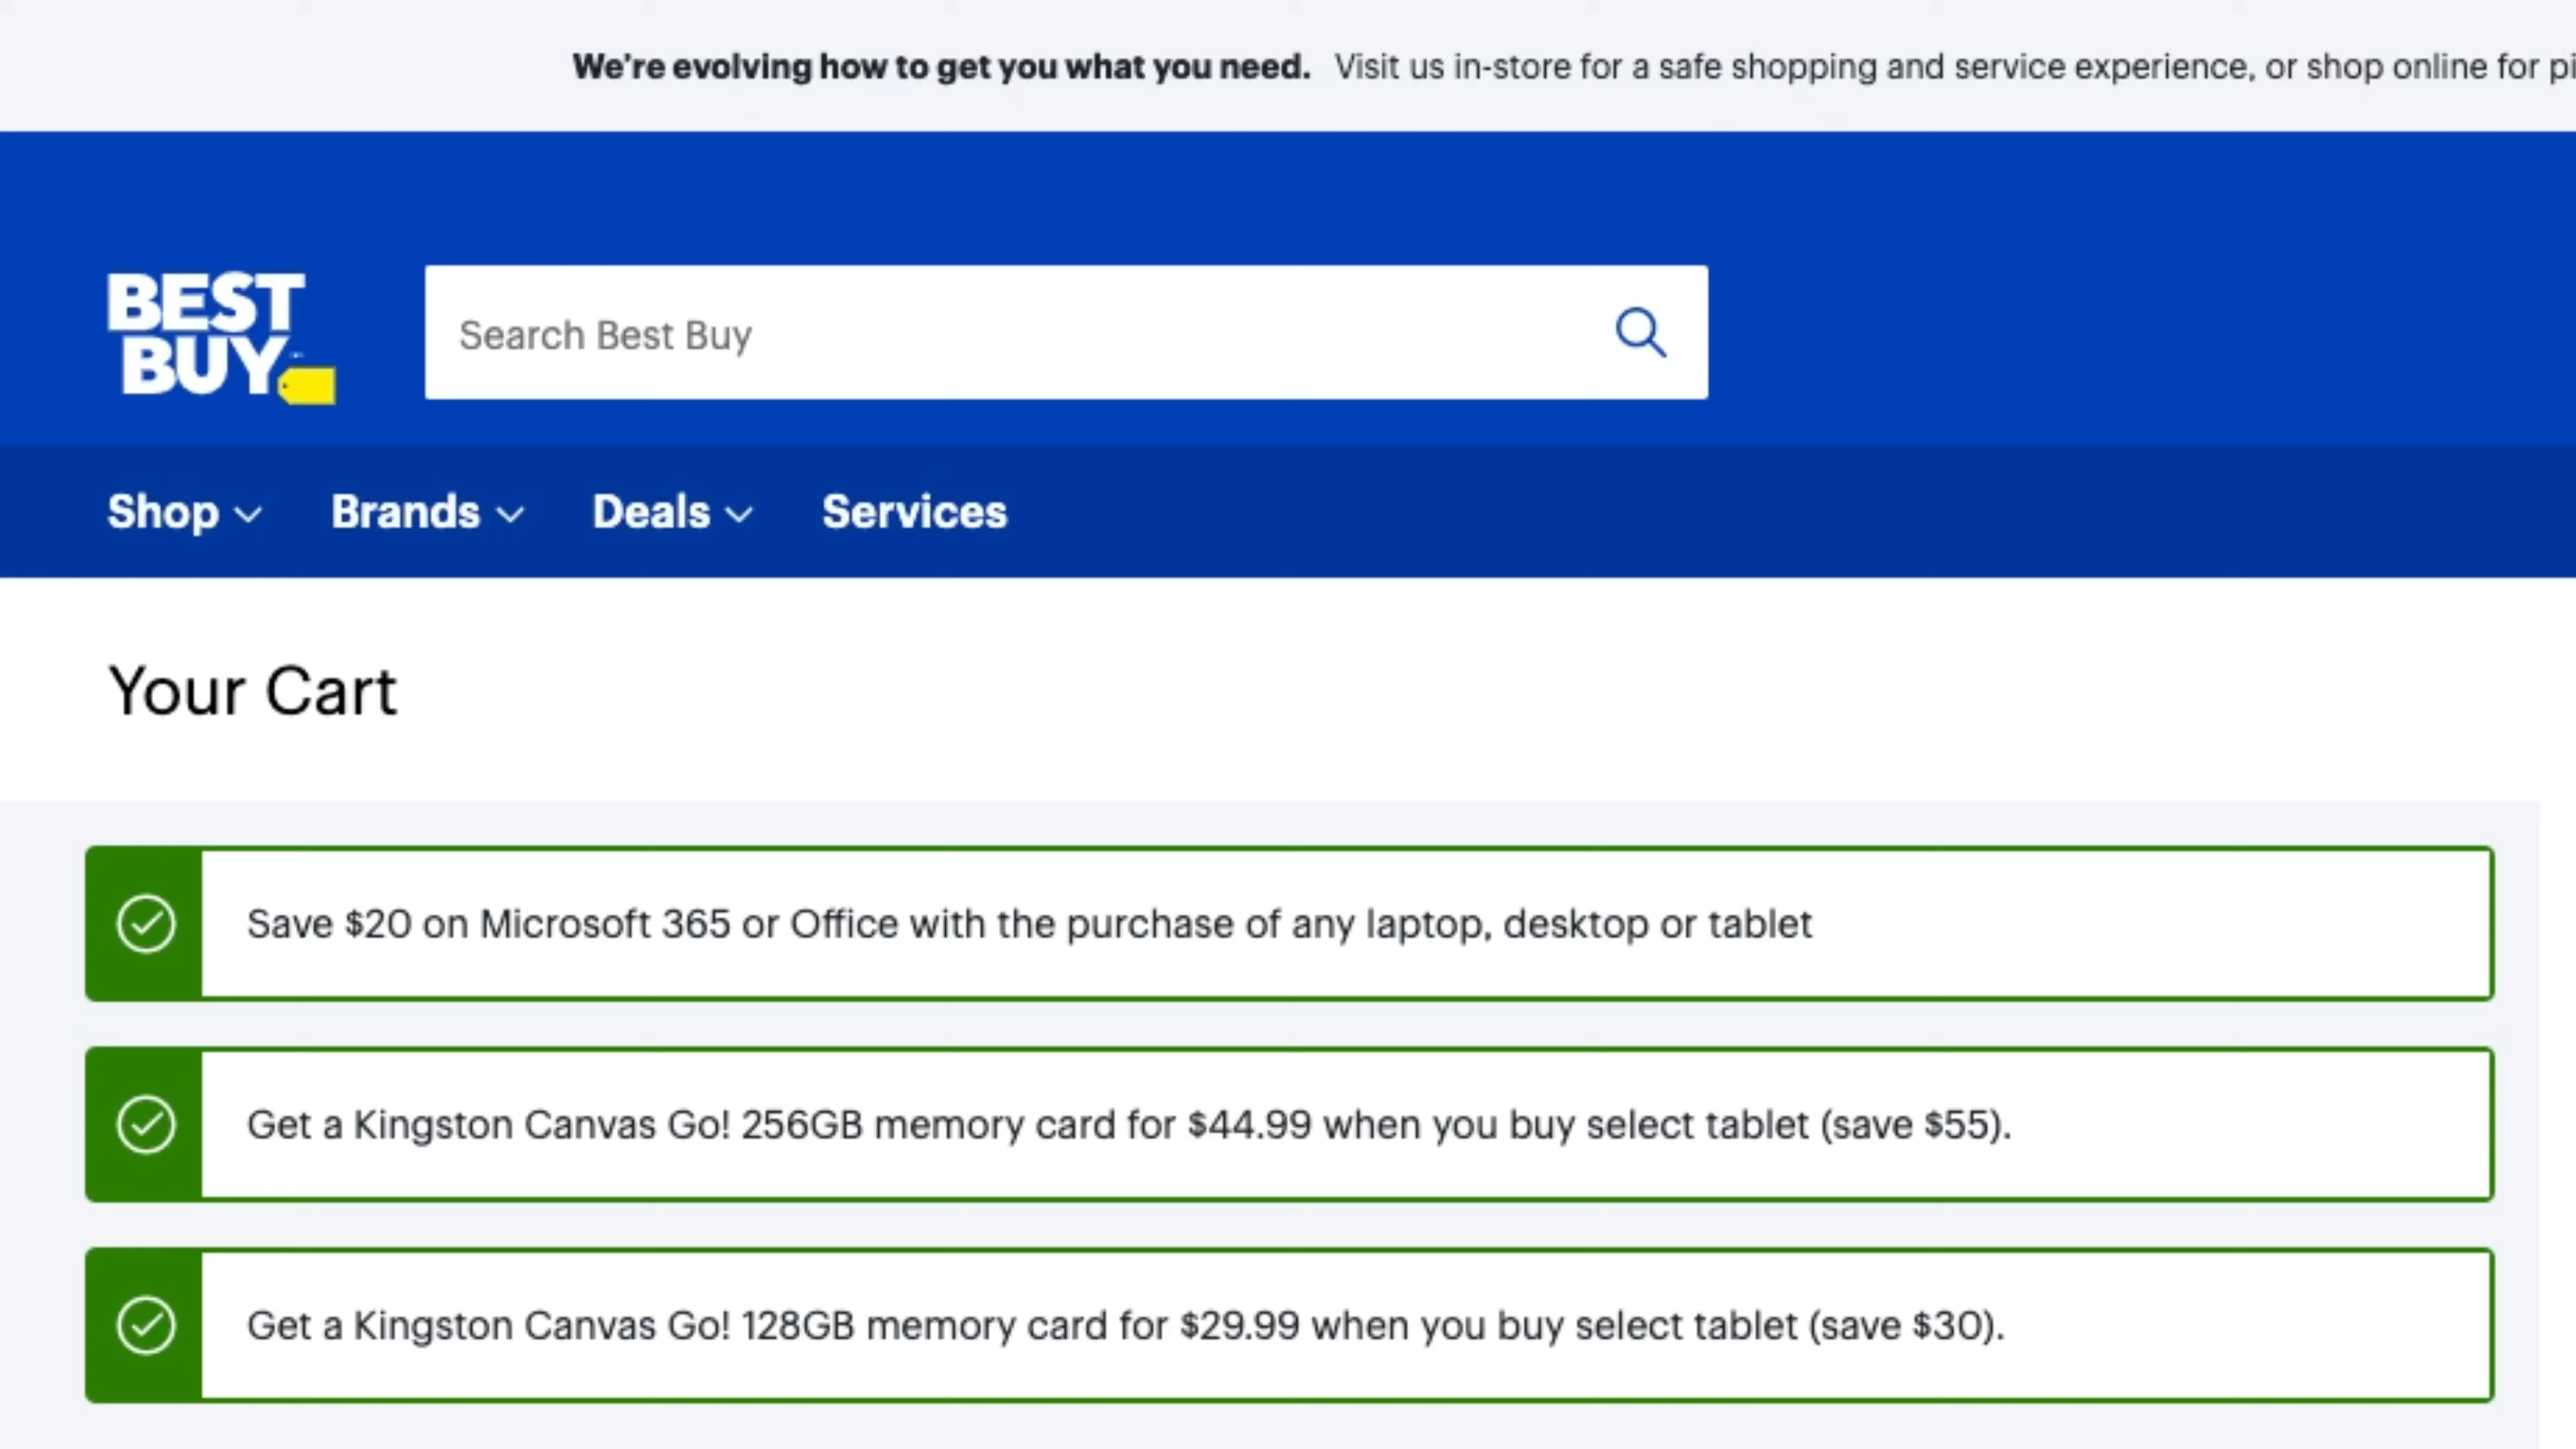 We're evolving how to get you what you need. Visit us in-store for a safe shopping and service experience, or shop online for
BEST
BUY
Search Best Buy
Shop Brands Deals Services
Your Cart
Save $20 on Microsoft 365 or Office with the purchase of any laptop, desktop or tablet
Get a Kingston Canvas Go! 256GB memory card for $44.99 when you buy select tablet (save $55).
Get a Kingston Canvas Go! 128GB memory card for $29.99 when you buy select tablet (save $30).